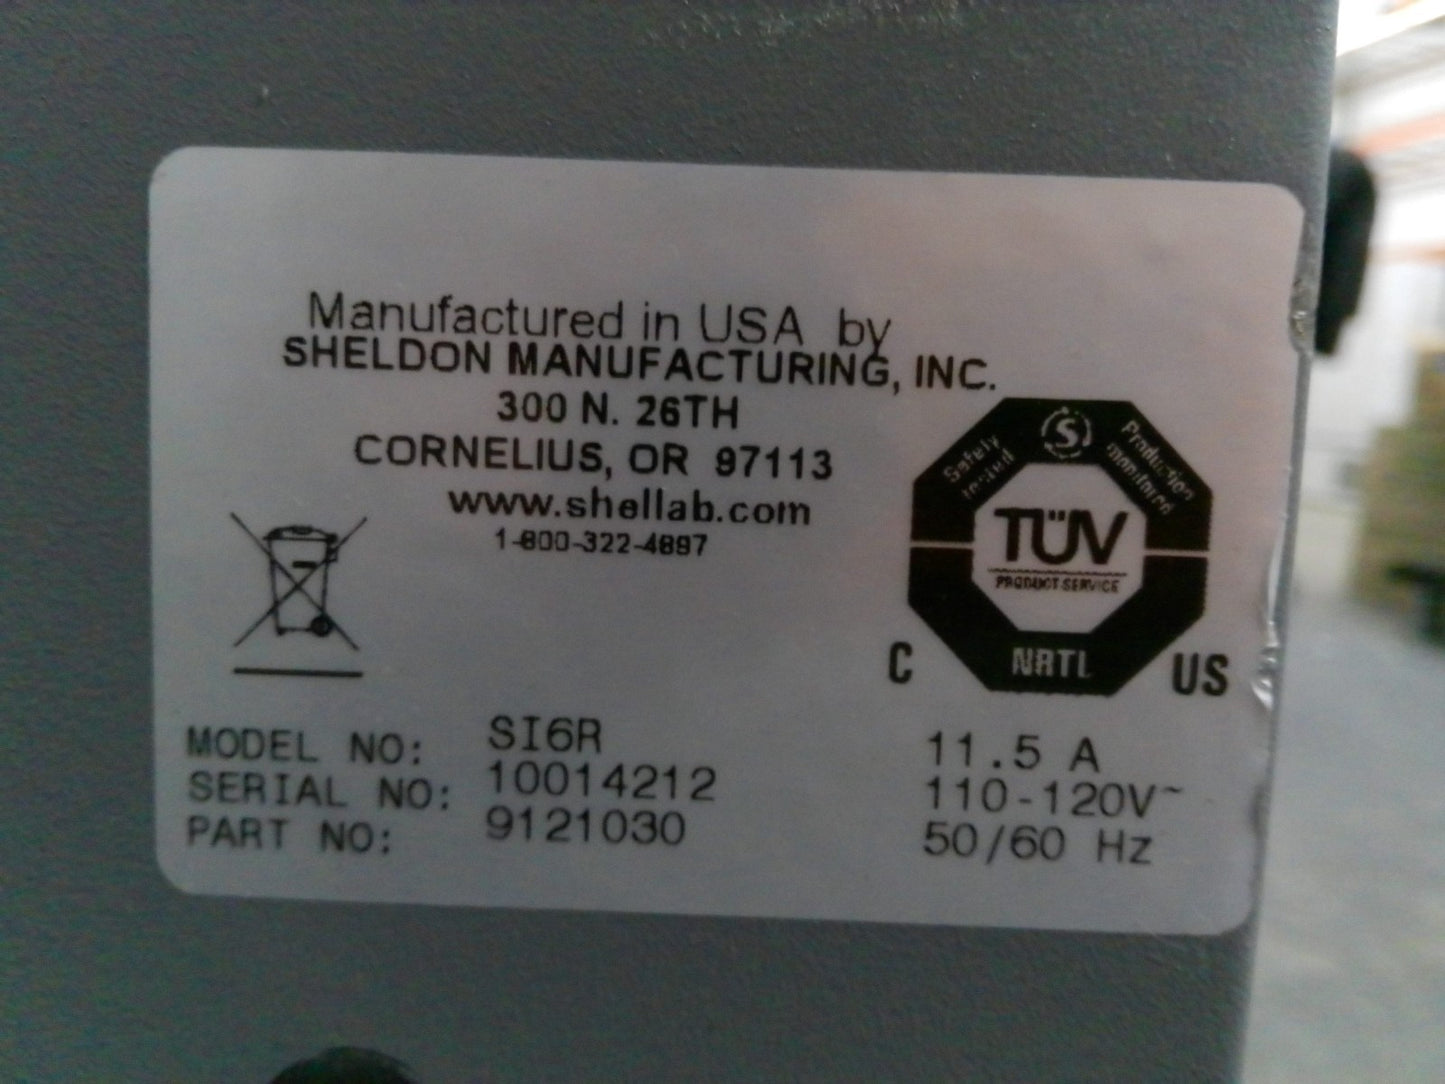 Manufactured in USA by
SHELDON MANUFACTURING, INC.
300 N. 26TH
CORNELIUS, OR 97113
www.shellab.com
1-800-322-4897
Safety
tested
S
Production
monitored
TÜV
PRODUCT SERVICE
NRTL
C
US
MODEL NO: SI6R
SERIAL NO: 10014212
PART NO: 9121030
11.5 A
110-120V~
50/60 Hz